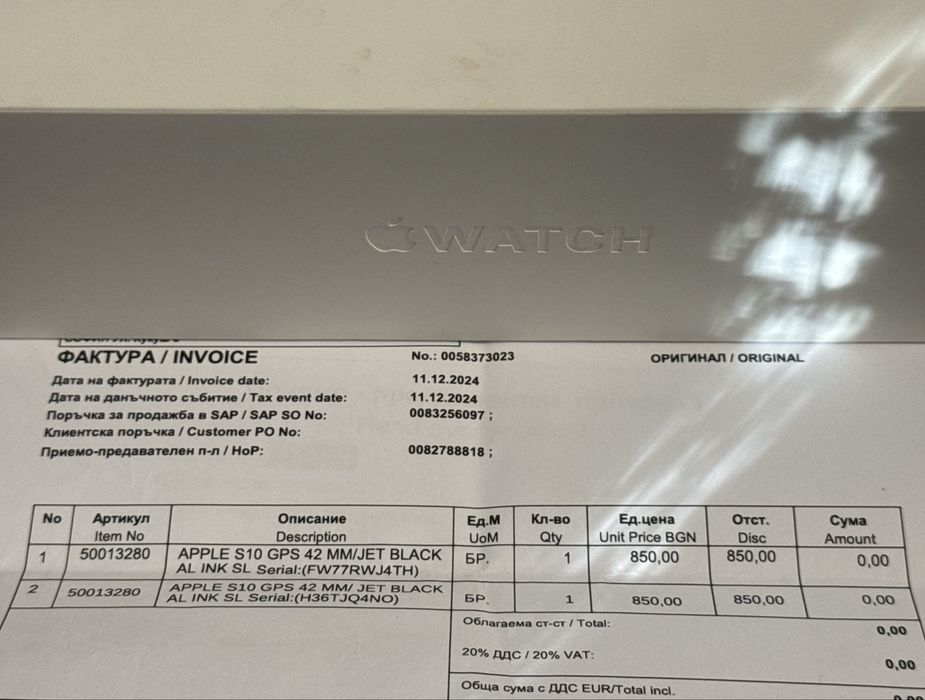 WATCH
ФАКТУРА / INVOICE No.: 0058373023 ОРИГИНАЛ / ORIGINAL
Дата на фактурата / Invoice date: 11.12.2024
Дата на данъчното събитие / Tax event date: 11.12.2024
Поръчка за продажба в SAP / SAP SO No: 0083256097 ;
Клиентска поръчка / Customer PO No:
Приемо-предавателен п-л / HoP: 0082788818 ;
No Артикул Описание Ед.М Кл-во Ед.цена Отст. Сума
Item No Description UoM Qty Unit Price BGN Disc Amount
1 50013280 APPLE S10 GPS 42 MM/JET BLACK БР. 1 850,00 850,00 0,00
AL INK SL Serial:(FW77RWJ4TH)
2 50013280 APPLE S10 GPS 42 MM/ JET BLACK БР. 1 850,00 850,00 0,00
AL INK SL Serial:(H36TJQ4NO)
Облагаема ст-ст / Total: 0,00
20% ДДС / 20% VAT: 0,00
Обща сума с ДДС EUR/Total incl. 0,00